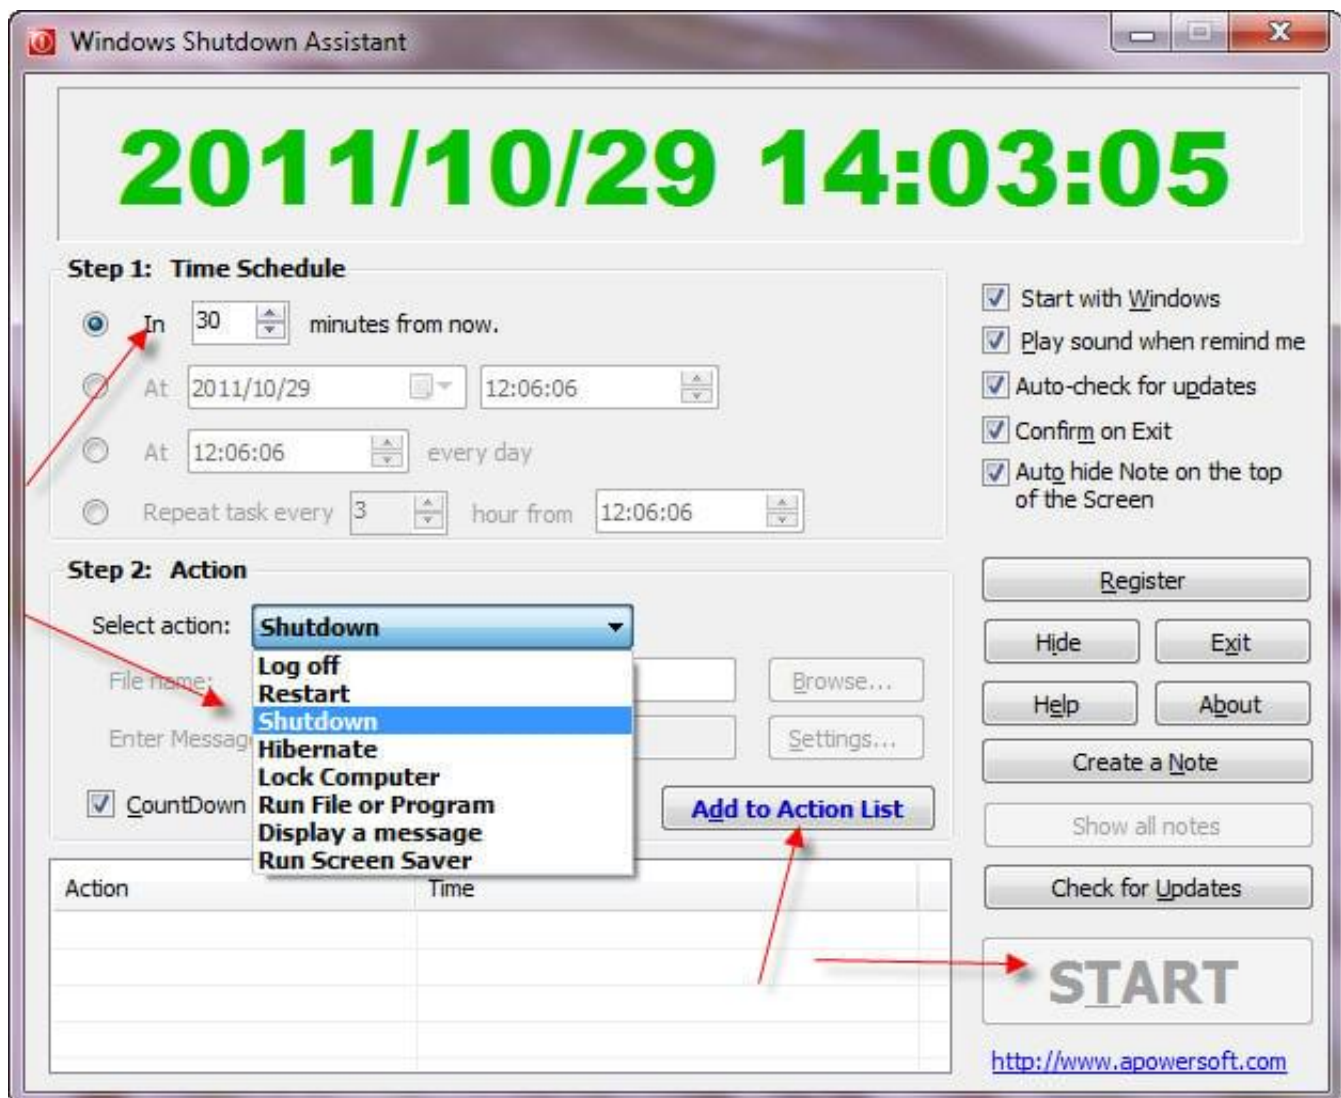 Windows Shutdown Assistant
2011/10/29 14:03:05
Step 1: Time Schedule
In 30 minutes from now.
At 2011/10/29 12:06:06
At 12:06:06 every day
Repeat task every 3 hour from 12:06:06
Start with Windows
Play sound when remind me
Auto-check for updates
Confirm on Exit
Auto hide Note on the top
of the Screen
Step 2: Action
Select action: Shutdown
Log off
Restart
Shutdown
Hibernate
Lock Computer
Run File or Program
Display a message
Run Screen Saver
File name:
Browse...
Enter Messag
Settings...
CountDown
Add to Action List
Action Time
Register
Hide Exit
Help About
Create a Note
Show all notes
Check for Updates
START
http://www.apowersoft.com